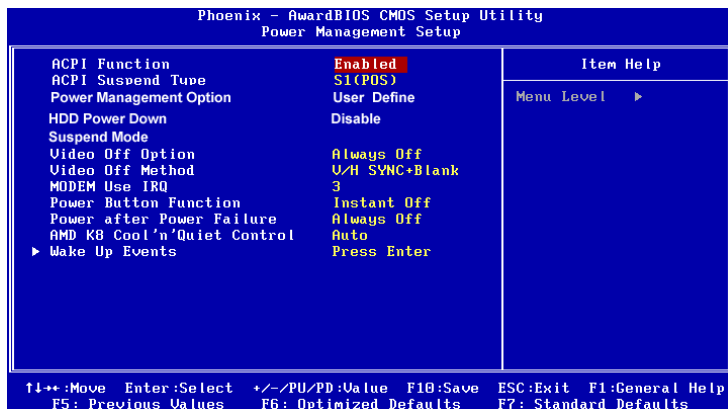 Phoenix - AwardBIOS CMOS Setup Utility
Power Management Setup
ACPI Function Enabled
ACPI Suspend Type S1(POS)
Power Management Option User Define
HDD Power Down Disable
Suspend Mode
Video Off Option Always Off
Video Off Method V/H SYNC+Blank
MODEM Use IRQ 3
Power Button Function Instant Off
Power after Power Failure Always Off
AMD K8 Cool'n'Quiet Control Auto
▶ Wake Up Events Press Enter
Item Help
Menu Level ▶
↑↓→←:Move Enter:Select +/-/PU/PD:Value F10:Save ESC:Exit F1:General Help
F5: Previous Values F6: Optimized Defaults F7: Standard Defaults